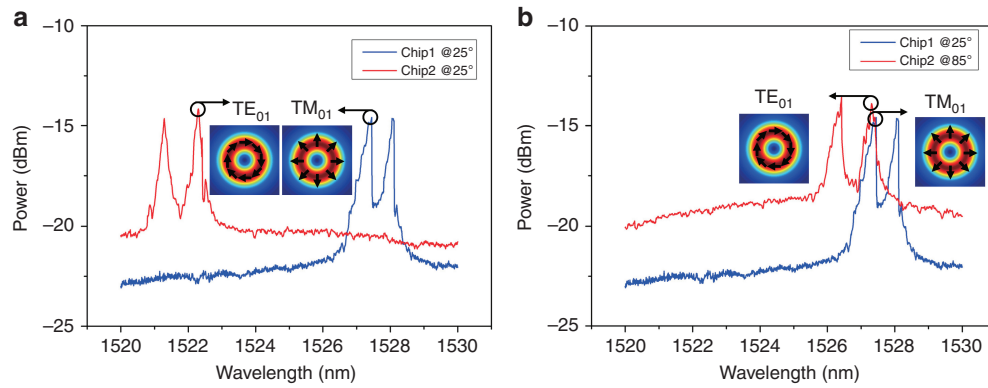 a
−10
−15
−20
−25
Power (dBm)
Chip1 @25°
Chip2 @25°
TE01
TM01
1520 1522 1524 1526 1528 1530
Wavelength (nm)
b
−10
−15
−20
−25
Power (dBm)
Chip1 @25°
Chip2 @85°
TE01
TM01
1520 1522 1524 1526 1528 1530
Wavelength (nm)